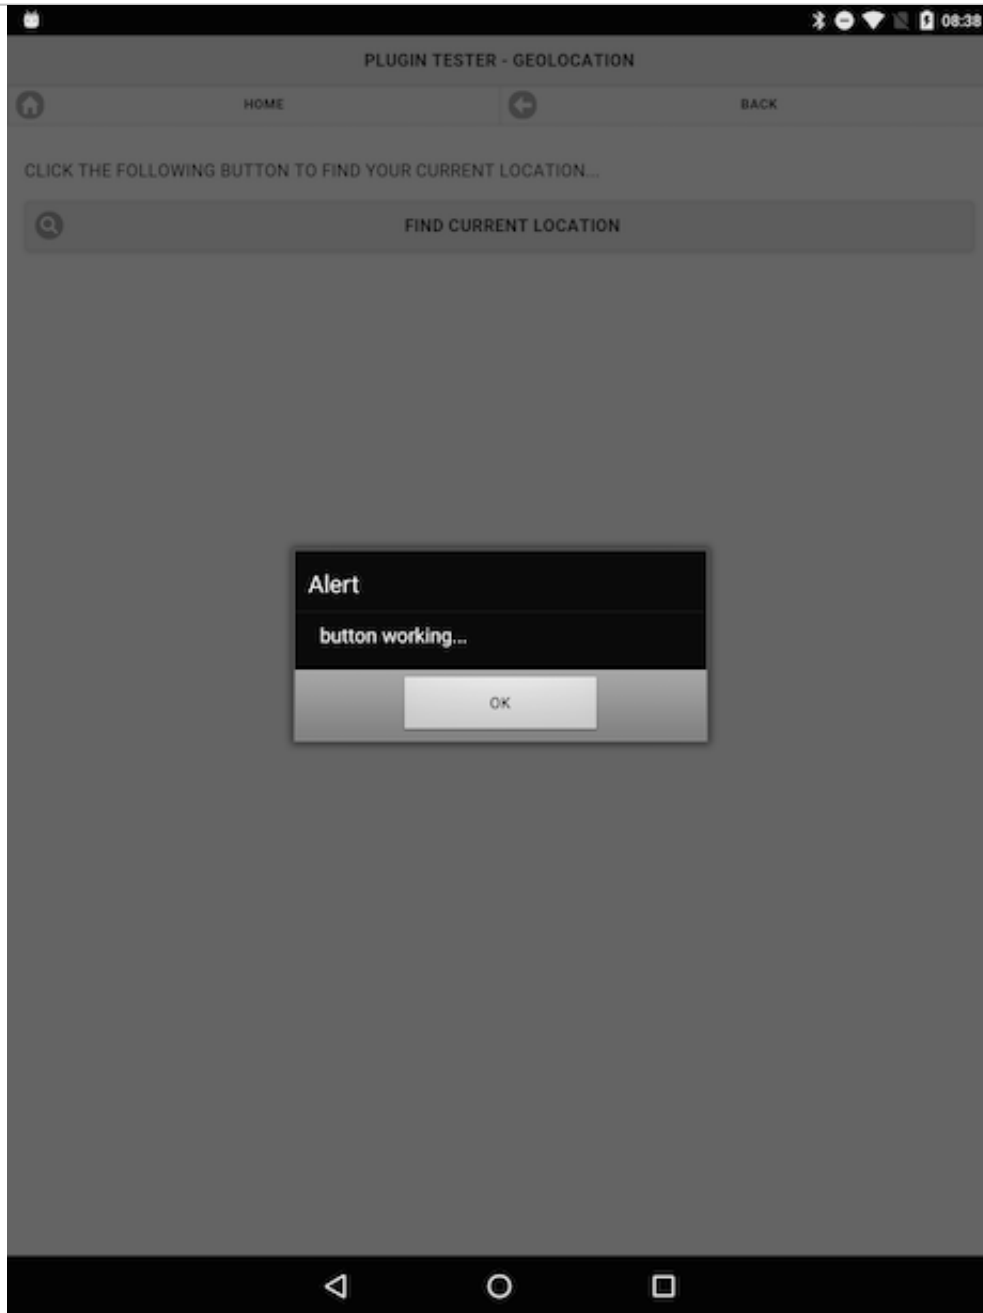 08:38
PLUGIN TESTER - GEOLOCATION
HOME BACK
CLICK THE FOLLOWING BUTTON TO FIND YOUR CURRENT LOCATION...
FIND CURRENT LOCATION
Alert
button working...
OK